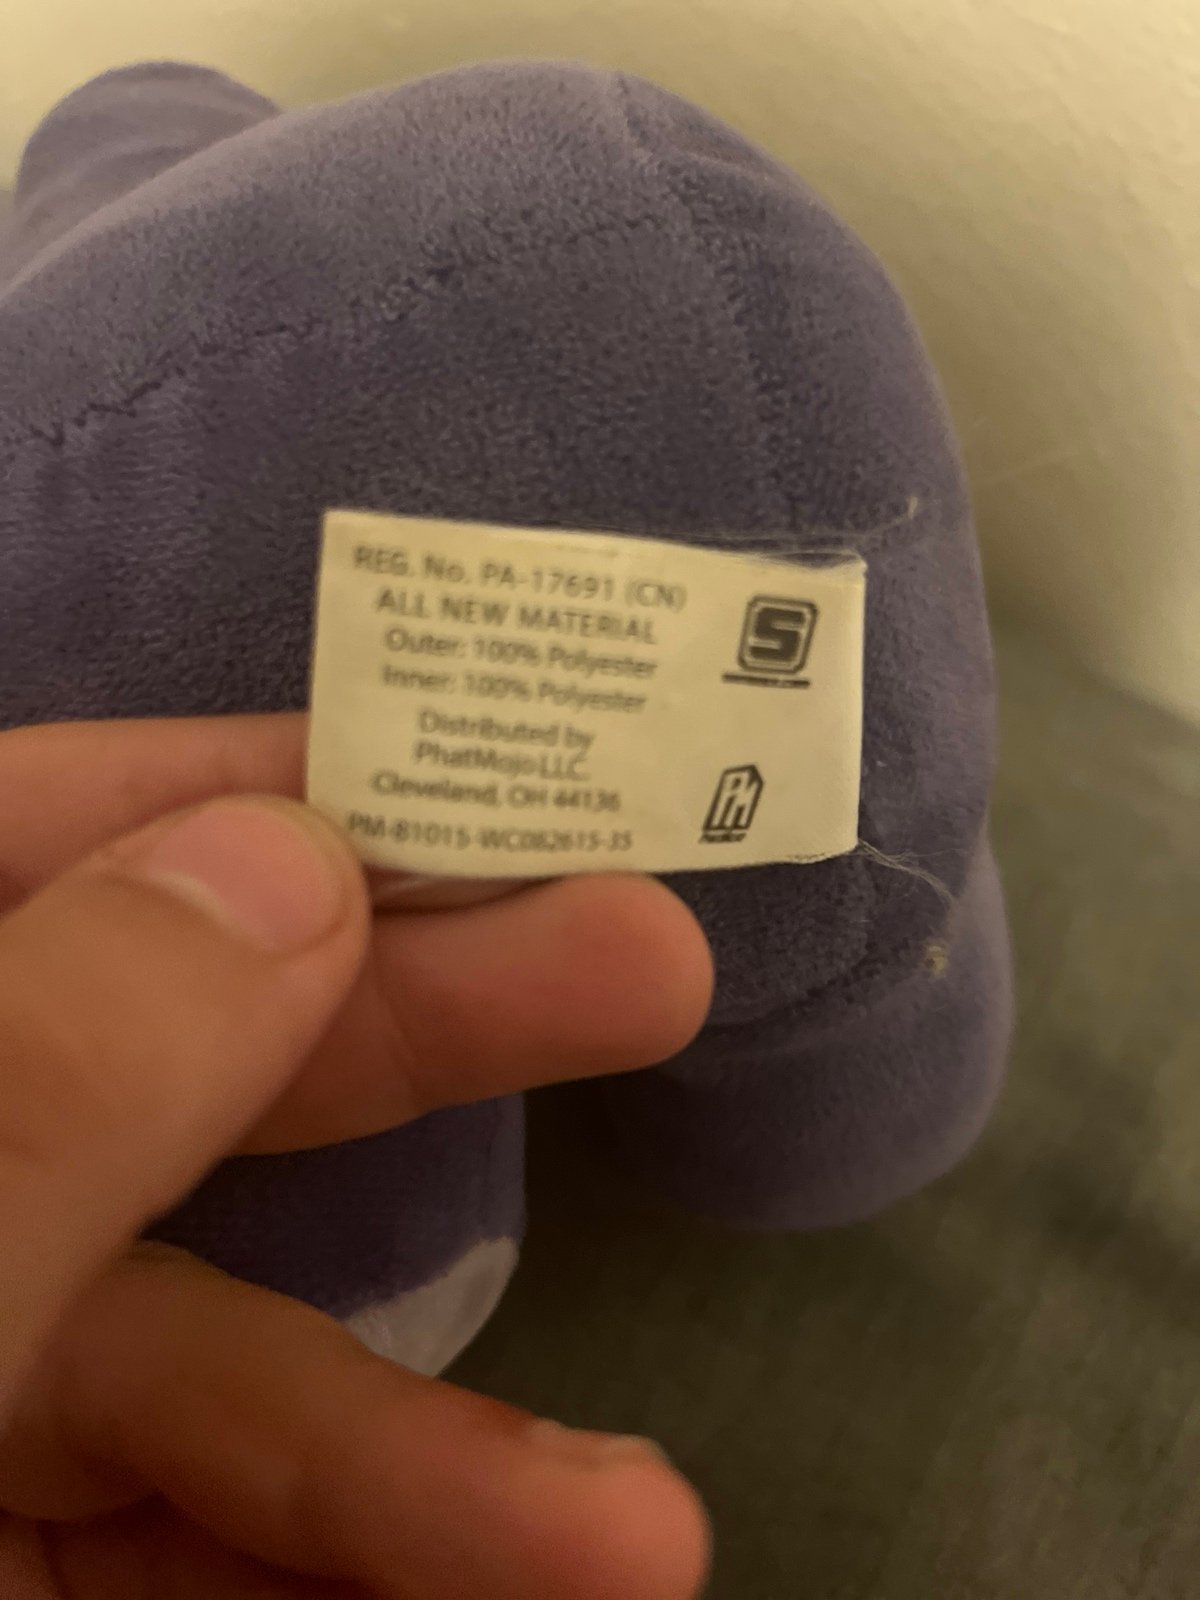 REG. No. PA-17691 (CN)
ALL NEW MATERIAL
Outer: 100% Polyester
Inner: 100% Polyester
Distributed by
PhatMojo LLC.
Cleveland, OH 44136
PM-81015-WC082615-35
S
PM